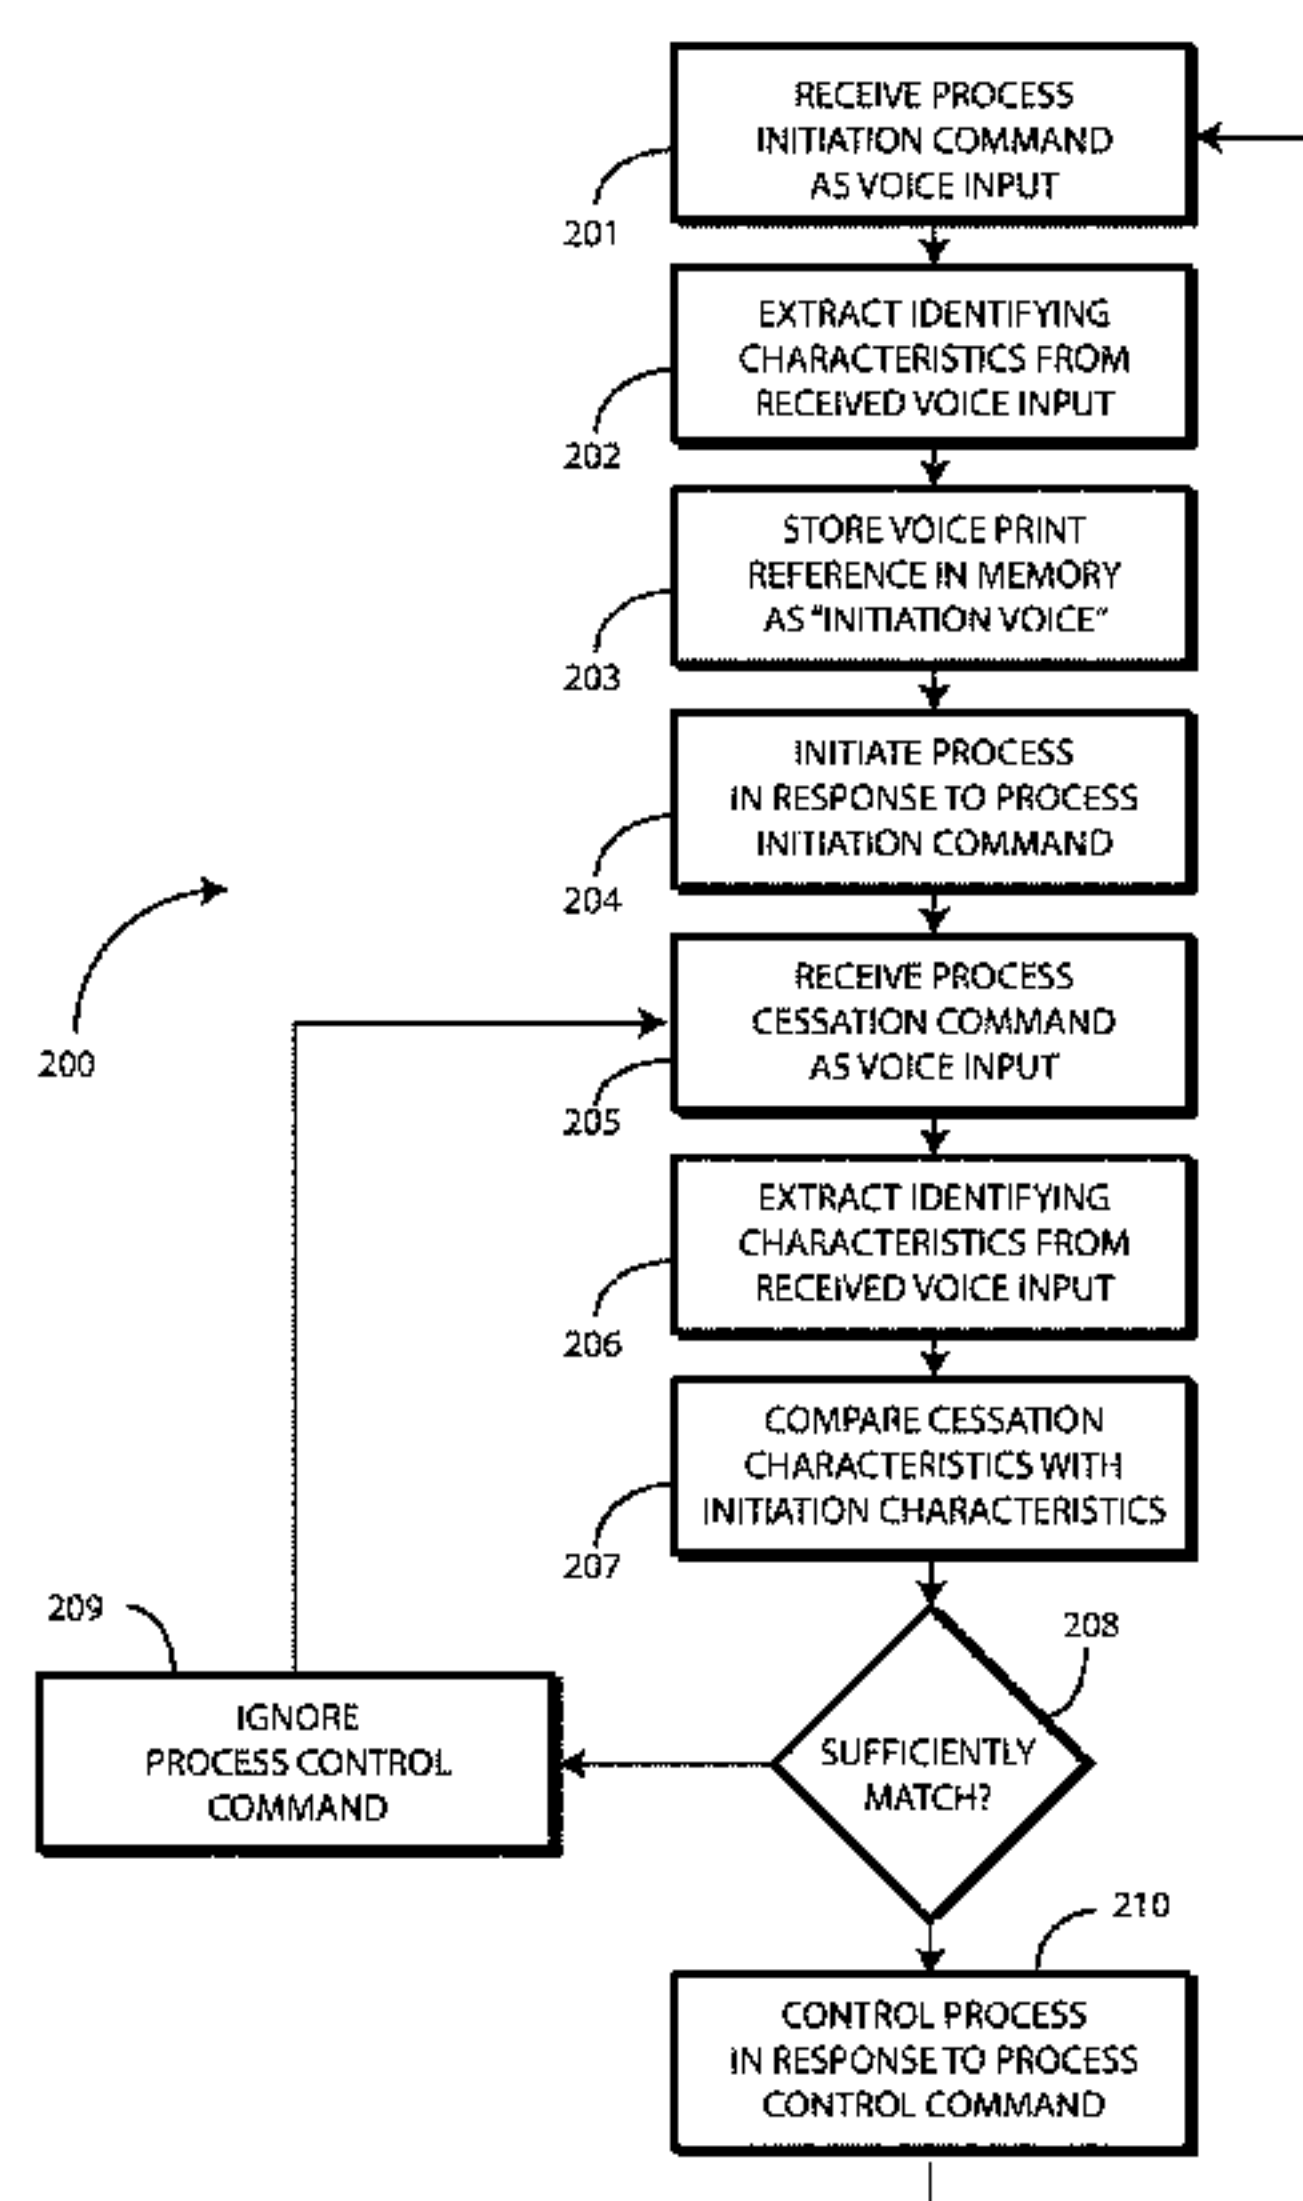 RECEIVE PROCESS
INITIATION COMMAND
AS VOICE INPUT
201
EXTRACT IDENTIFYING
CHARACTERISTICS FROM
RECEIVED VOICE INPUT
202
STORE VOICE PRINT
REFERENCE IN MEMORY
AS "INITIATION VOICE"
203
INITIATE PROCESS
IN RESPONSE TO PROCESS
INITIATION COMMAND
204
200
RECEIVE PROCESS
CESSATION COMMAND
AS VOICE INPUT
205
EXTRACT IDENTIFYING
CHARACTERISTICS FROM
RECEIVED VOICE INPUT
206
COMPARE CESSATION
CHARACTERISTICS WITH
INITIATION CHARACTERISTICS
207
208
SUFFICIENTLY
MATCH?
209
IGNORE
PROCESS CONTROL
COMMAND
210
CONTROL PROCESS
IN RESPONSE TO PROCESS
CONTROL COMMAND